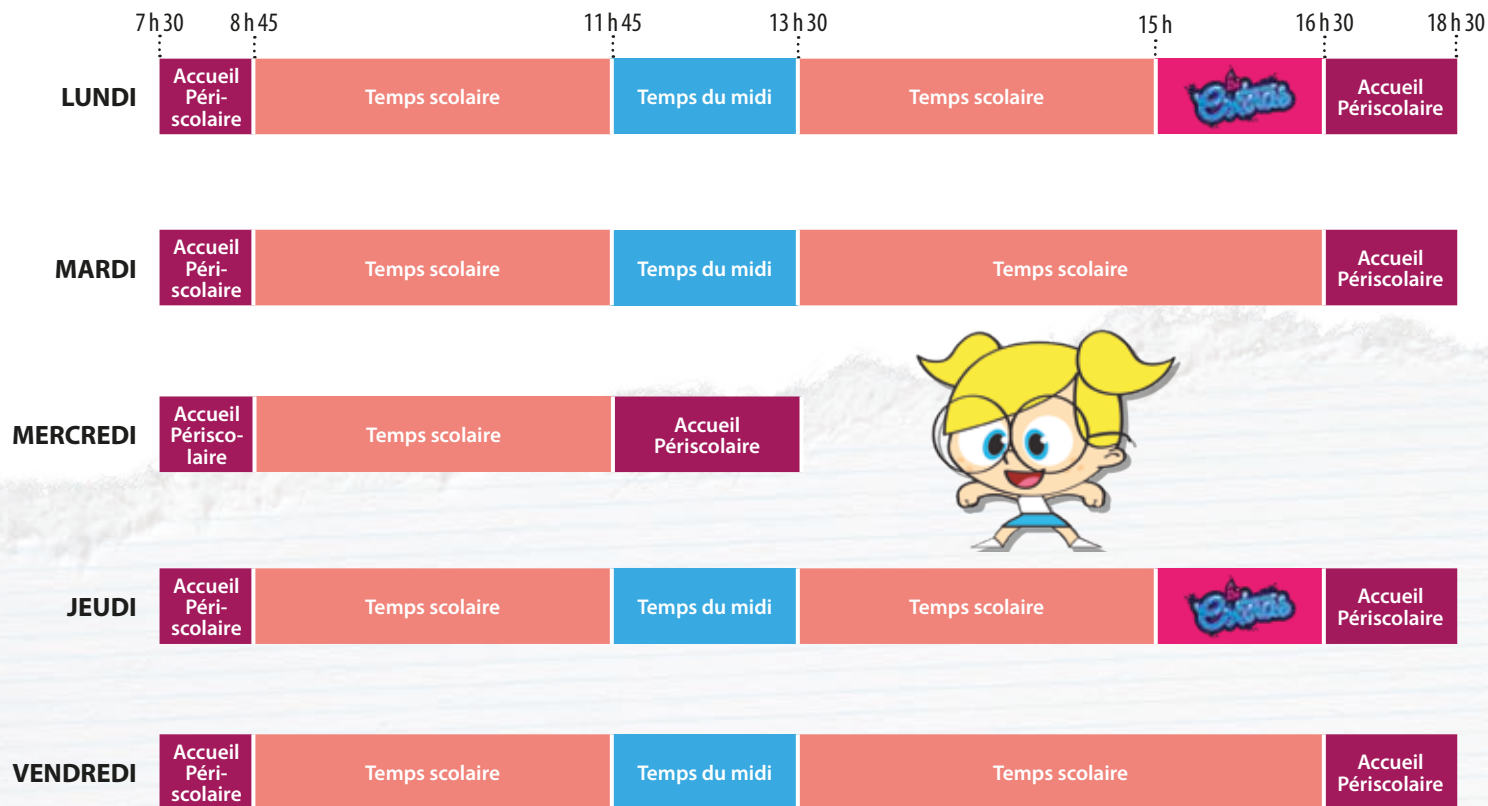 7 h 30 8 h 45 11 h 45 13 h 30 15 h 16 h 30 18 h 30
LUNDI
Accueil
Péri-
scolaire
Temps scolaire
Temps du midi
Temps scolaire
Extras
Accueil
Périscolaire
MARDI
Accueil
Péri-
scolaire
Temps scolaire
Temps du midi
Temps scolaire
Accueil
Périscolaire
MERCREDI
Accueil
Périsco-
laire
Temps scolaire
Accueil
Périscolaire
JEUDI
Accueil
Péri-
scolaire
Temps scolaire
Temps du midi
Temps scolaire
Extras
Accueil
Périscolaire
VENDREDI
Accueil
Péri-
scolaire
Temps scolaire
Temps du midi
Temps scolaire
Accueil
Périscolaire